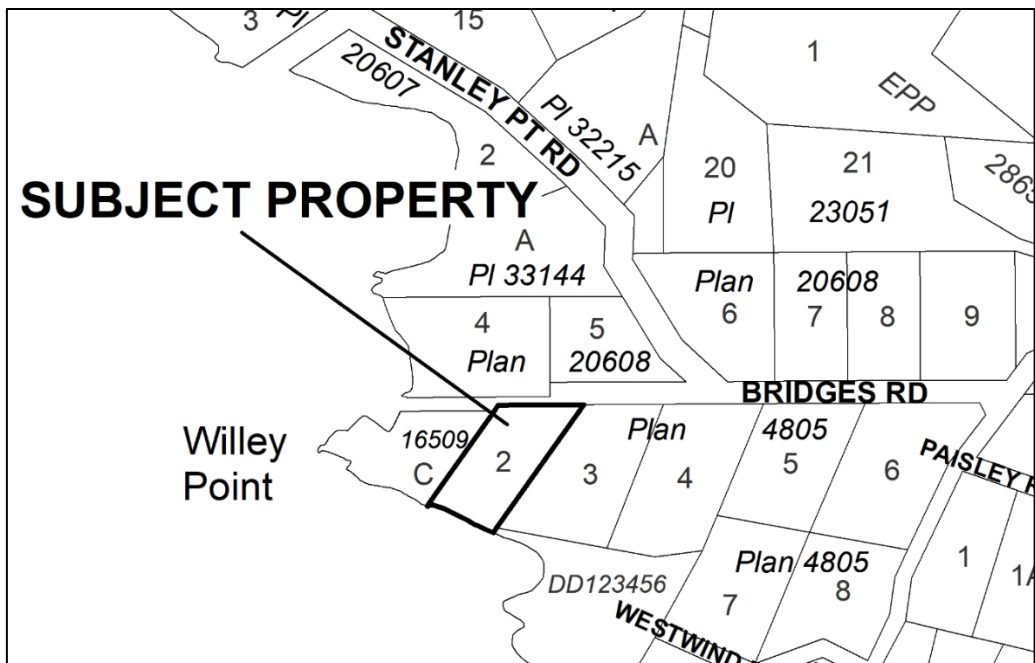 3
Pl
15
1
STANLEY PT RD
20607
EPP
Pl 32215
A
2
20
21
Pl
23051
SUBJECT PROPERTY
A
Pl 33144
Plan
20608
6
7
8
9
4
5
Plan
20608
BRIDGES RD
Willey
Point
16509
C
2
Plan
4805
3
4
5
6
Plan 4805
DD123456
7
8
WESTWIND
PAISLEY
1